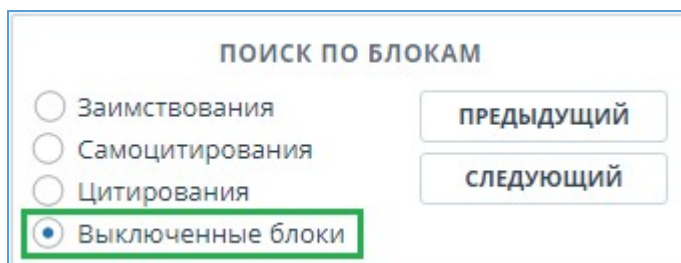 ПОИСК ПО БЛОКАМ
Заимствования
Самоцитирования
Цитирования
Выключенные блоки
ПРЕДЫДУЩИЙ
СЛЕДУЮЩИЙ